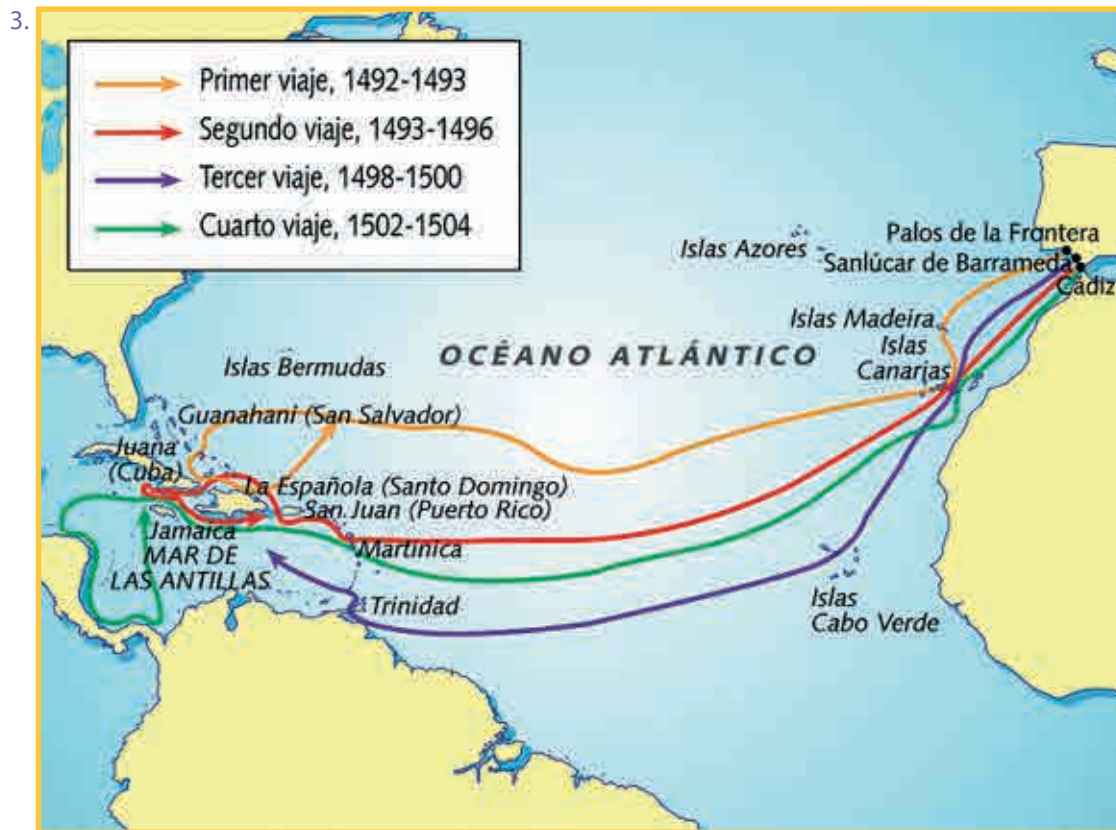 3.
Primer viaje, 1492-1493
Segundo viaje, 1493-1496
Tercer viaje, 1498-1500
Cuarto viaje, 1502-1504
Islas Azores
Palos de la Frontera
Sanlúcar de Barrameda
Cádiz
Islas Madeira
OCÉANO ATLÁNTICO
Islas
Canarias
Islas Bermudas
Guanahani (San Salvador)
Juana
(Cuba)
La Española (Santo Domingo)
San Juan (Puerto Rico)
Jamaica
MAR DE
LAS ANTILLAS
Martinica
Trinidad
Islas
Cabo Verde